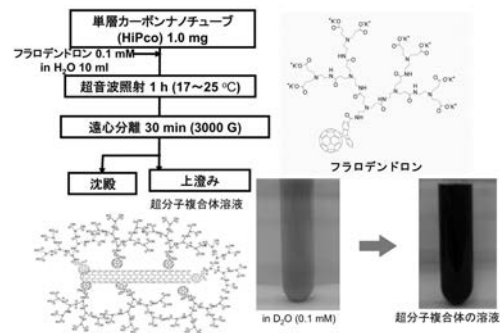 単層カーボンナノチューブ
(HiPco) 1.0 mg
フラロデンドロン 0.1 mM
in H₂O 10 ml
超音波照射 1 h (17～25 ℃)
遠心分離 30 min (3000 G)
沈殿
上澄み
超分子複合体溶液
フラロデンドロン
in D₂O (0.1 mM)
超分子複合体の溶液